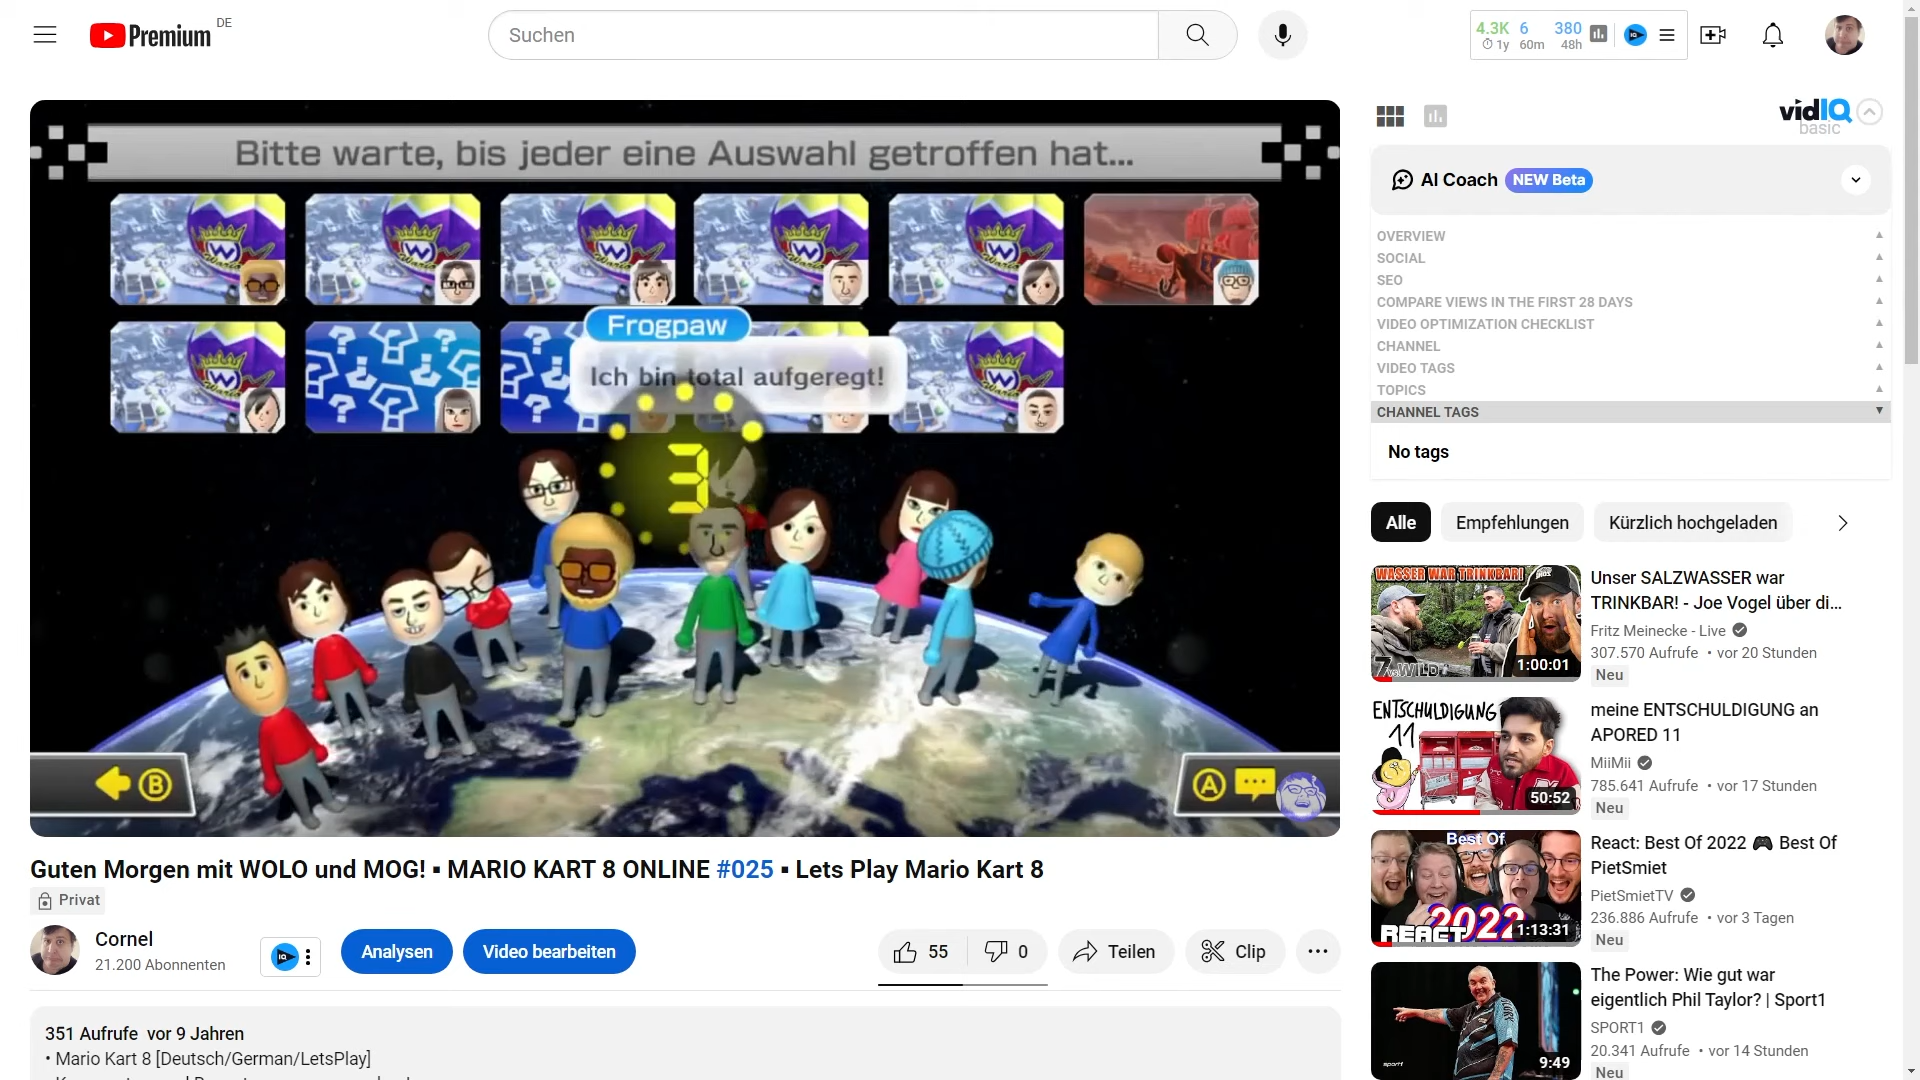 Premium DE
Suchen
4.3K 6 380
1y 60m 48h
IQ
vidIQ
basic
Bitte warte, bis jeder eine Auswahl getroffen hat...
Frogpaw
Ich bin total aufgeregt!
3
B
A
AI Coach NEW Beta
OVERVIEW
SOCIAL
SEO
COMPARE VIEWS IN THE FIRST 28 DAYS
VIDEO OPTIMIZATION CHECKLIST
CHANNEL
VIDEO TAGS
TOPICS
CHANNEL TAGS
No tags
Alle Empfehlungen Kürzlich hochgeladen
WASSER WAR TRINKBAR!
1:00:01
Unser SALZWASSER war
TRINKBAR! - Joe Vogel über di...
Fritz Meinecke - Live
307.570 Aufrufe • vor 20 Stunden
Neu
ENTSCHULDIGUNG
11
50:52
meine ENTSCHULDIGUNG an
APORED 11
MiiMii
785.641 Aufrufe • vor 17 Stunden
Neu
Best Of
2022
REACT
1:13:31
React: Best Of 2022 🎮 Best Of
PietSmiet
PietSmietTV
236.886 Aufrufe • vor 3 Tagen
Neu
9:49
The Power: Wie gut war
eigentlich Phil Taylor? | Sport1
SPORT1
20.341 Aufrufe • vor 14 Stunden
Neu
Guten Morgen mit WOLO und MOG! ▪ MARIO KART 8 ONLINE #025 ▪ Lets Play Mario Kart 8
Privat
Cornel
21.200 Abonnenten
IQ
Analysen
Video bearbeiten
55
0
Teilen
Clip
351 Aufrufe vor 9 Jahren
• Mario Kart 8 [Deutsch/German/LetsPlay]